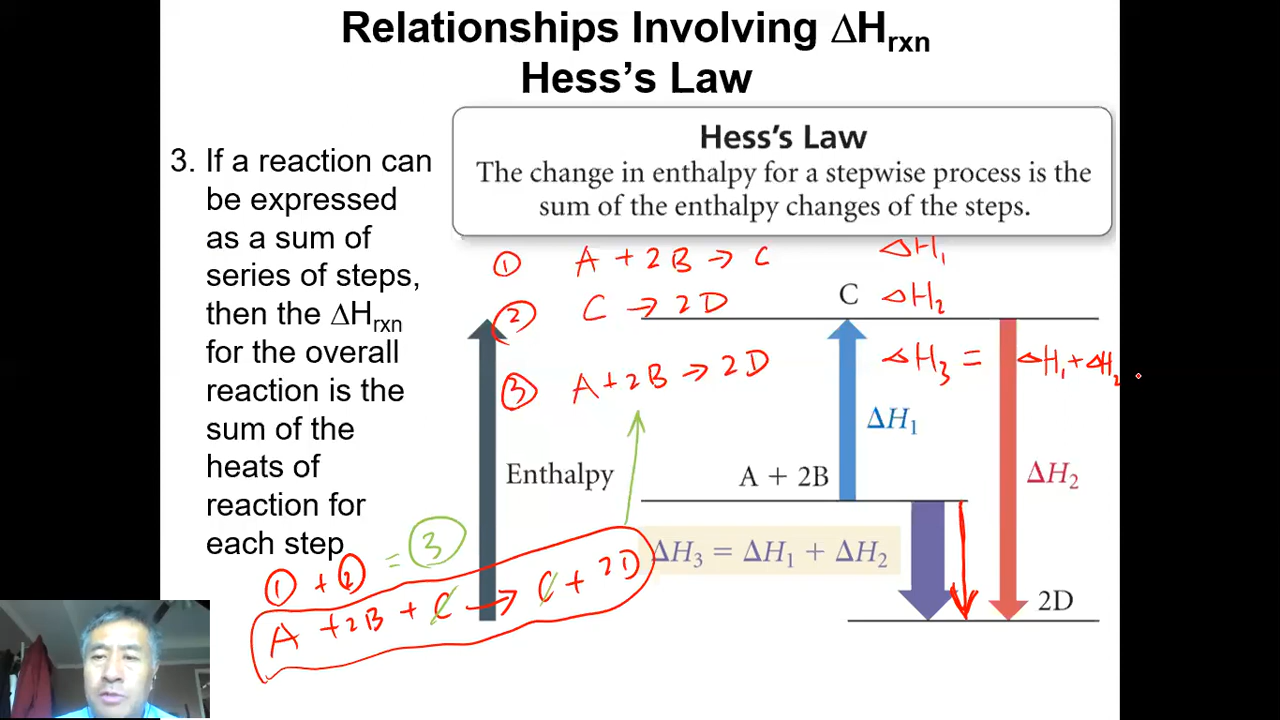 Relationships Involving ΔHrxn
Hess's Law
Hess's Law
The change in enthalpy for a stepwise process is the
sum of the enthalpy changes of the steps.
3. If a reaction can
be expressed
as a sum of
series of steps,
then the ΔHrxn
for the overall
reaction is the
sum of the
heats of
reaction for
each step
① A + 2B → C ΔH1
② C → 2D ΔH2
③ A + 2B → 2D ΔH3 = ΔH1 + ΔH2
C
ΔH1
Enthalpy
A + 2B
ΔH2
ΔH3 = ΔH1 + ΔH2
2D
① + ② = ③
A + 2B + C → C + 2D